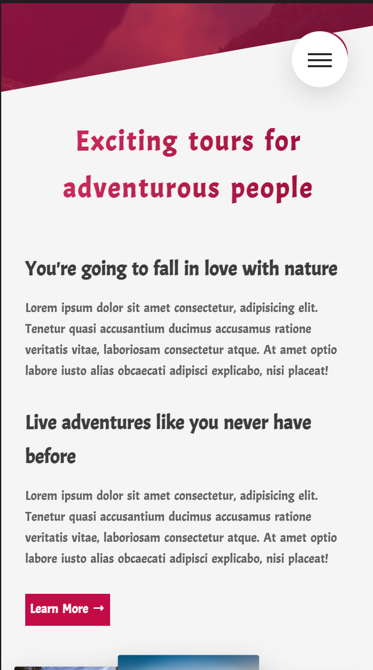 Exciting tours for
adventurous people
You're going to fall in love with nature
Lorem ipsum dolor sit amet consectetur, adipisicing elit.
Tenetur quasi accusantium ducimus accusamus ratione
veritatis vitae, laboriosam consectetur atque. At amet optio
labore iusto alias obcaecati adipisci explicabo, nisi placeat!
Live adventures like you never have
before
Lorem ipsum dolor sit amet consectetur, adipisicing elit.
Tenetur quasi accusantium ducimus accusamus ratione
veritatis vitae, laboriosam consectetur atque. At amet optio
labore iusto alias obcaecati adipisci explicabo, nisi placeat!
Learn More →